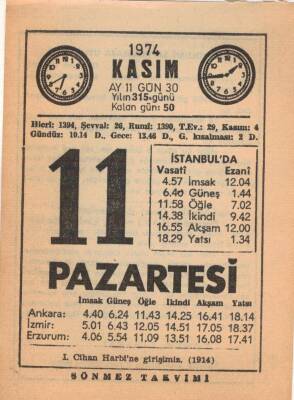 1974
KASIM
AY 11 GÜN 30
Yılın 315.günü
Kalan gün: 50
Hicri: 1394, Şevval: 26, Rumi: 1390, T.Ev.: 29, Kasım: 4
Gündüz: 10.14 D., Gece: 13.46 D., G. kısalması: 2 D.
11
İSTANBUL'DA
Vasatî Ezanî
4.57 İmsak 12.04
6.40 Güneş 1.44
11.58 Öğle 7.02
14.38 İkindi 9.42
16.55 Akşam 12.00
18.29 Yatsı 1.34
PAZARTESİ
İmsak Güneş Öğle İkindi Akşam Yatsı
Ankara: 4.40 6.24 11.43 14.25 16.41 18.14
İzmir: 5.01 6.43 12.05 14.51 17.05 18.37
Erzurum: 4.06 5.54 11.09 13.51 16.08 17.41
I. Cihan Harbi'ne girişimiz. (1914)
SÖNMEZ TAKVİMİ